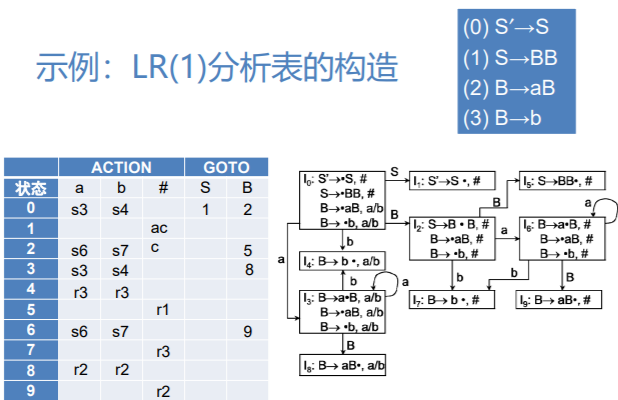 示例：LR(1)分析表的构造
(0) S′→S
(1) S→BB
(2) B→aB
(3) B→b
ACTION GOTO
状态 a b # S B
0 s3 s4 1 2
1 ac
2 s6 s7 c 5
3 s3 s4 8
4 r3 r3
5 r1
6 s6 s7 9
7 r3
8 r2 r2
9 r2
I₀: S′→•S, #
S→•BB, #
B→•aB, a/b
B→ •b, a/b
S
I₁: S′→S •, #
I₅: S→BB•, #
B
B
I₂: S→B • B, #
B→•aB, #
B→ •b, #
a
a
I₆: B→a•B, #
B→•aB, #
B→ •b, #
b
I₄: B→ b •, a/b
a
b
a
I₃: B→a•B, a/b
B→•aB, a/b
B→ •b, a/b
b
b
B
I₇: B→ b •, #
I₉: B→ aB•, #
B
I₈: B→ aB•, a/b